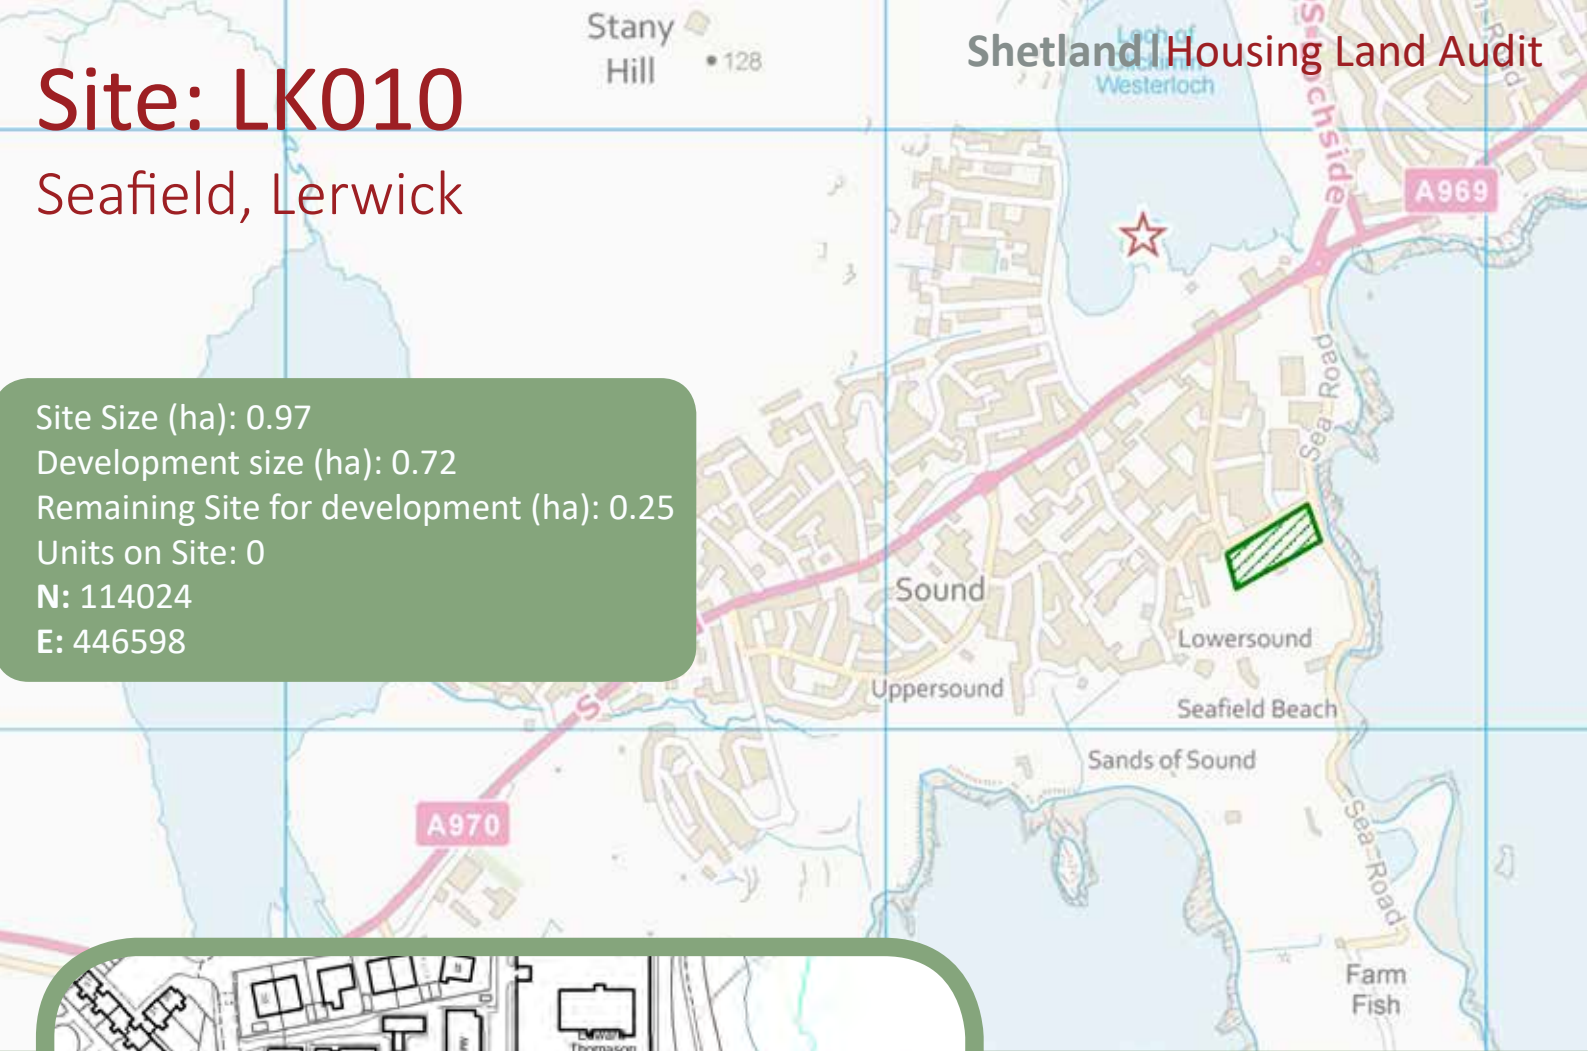 Stany
Hill
• 128
Shetland | Housing Land Audit
Westerloch
Site: LK010
Seafield, Lerwick
A969
Sea Road
Site Size (ha): 0.97
Development size (ha): 0.72
Remaining Site for development (ha): 0.25
Units on Site: 0
N: 114024
E: 446598
Sound
Lowersound
Uppersound
Seafield Beach
Sands of Sound
A970
Sea Road
Farm
Fish